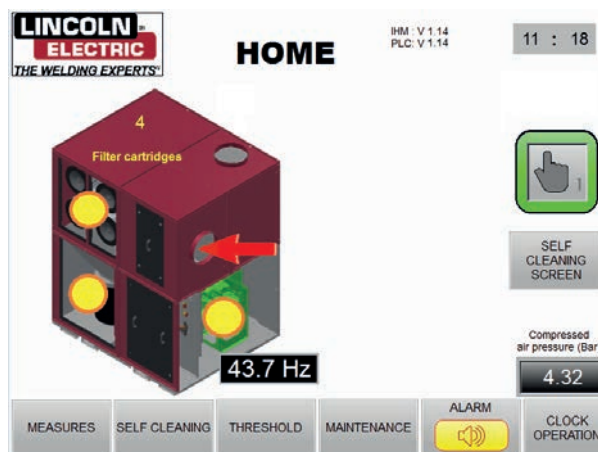 LINCOLN
ELECTRIC
THE WELDING EXPERTS®
HOME
IHM : V 1.14
PLC: V 1.14
11 : 18
4
Filter cartridges
1
SELF
CLEANING
SCREEN
Compressed
air pressure (Bar
4.32
43.7 Hz
MEASURES
SELF CLEANING
THRESHOLD
MAINTENANCE
ALARM
CLOCK
OPERATION